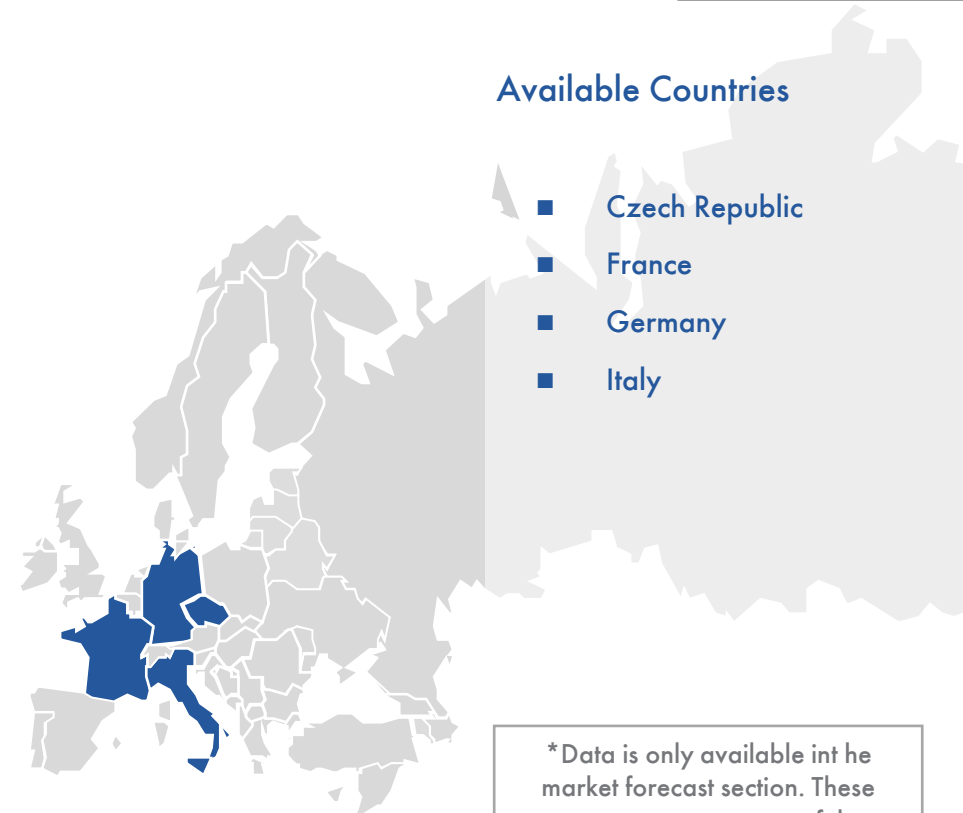 Available Countries
Czech Republic
France
Germany
Italy
*Data is only available int he
market forecast section. These